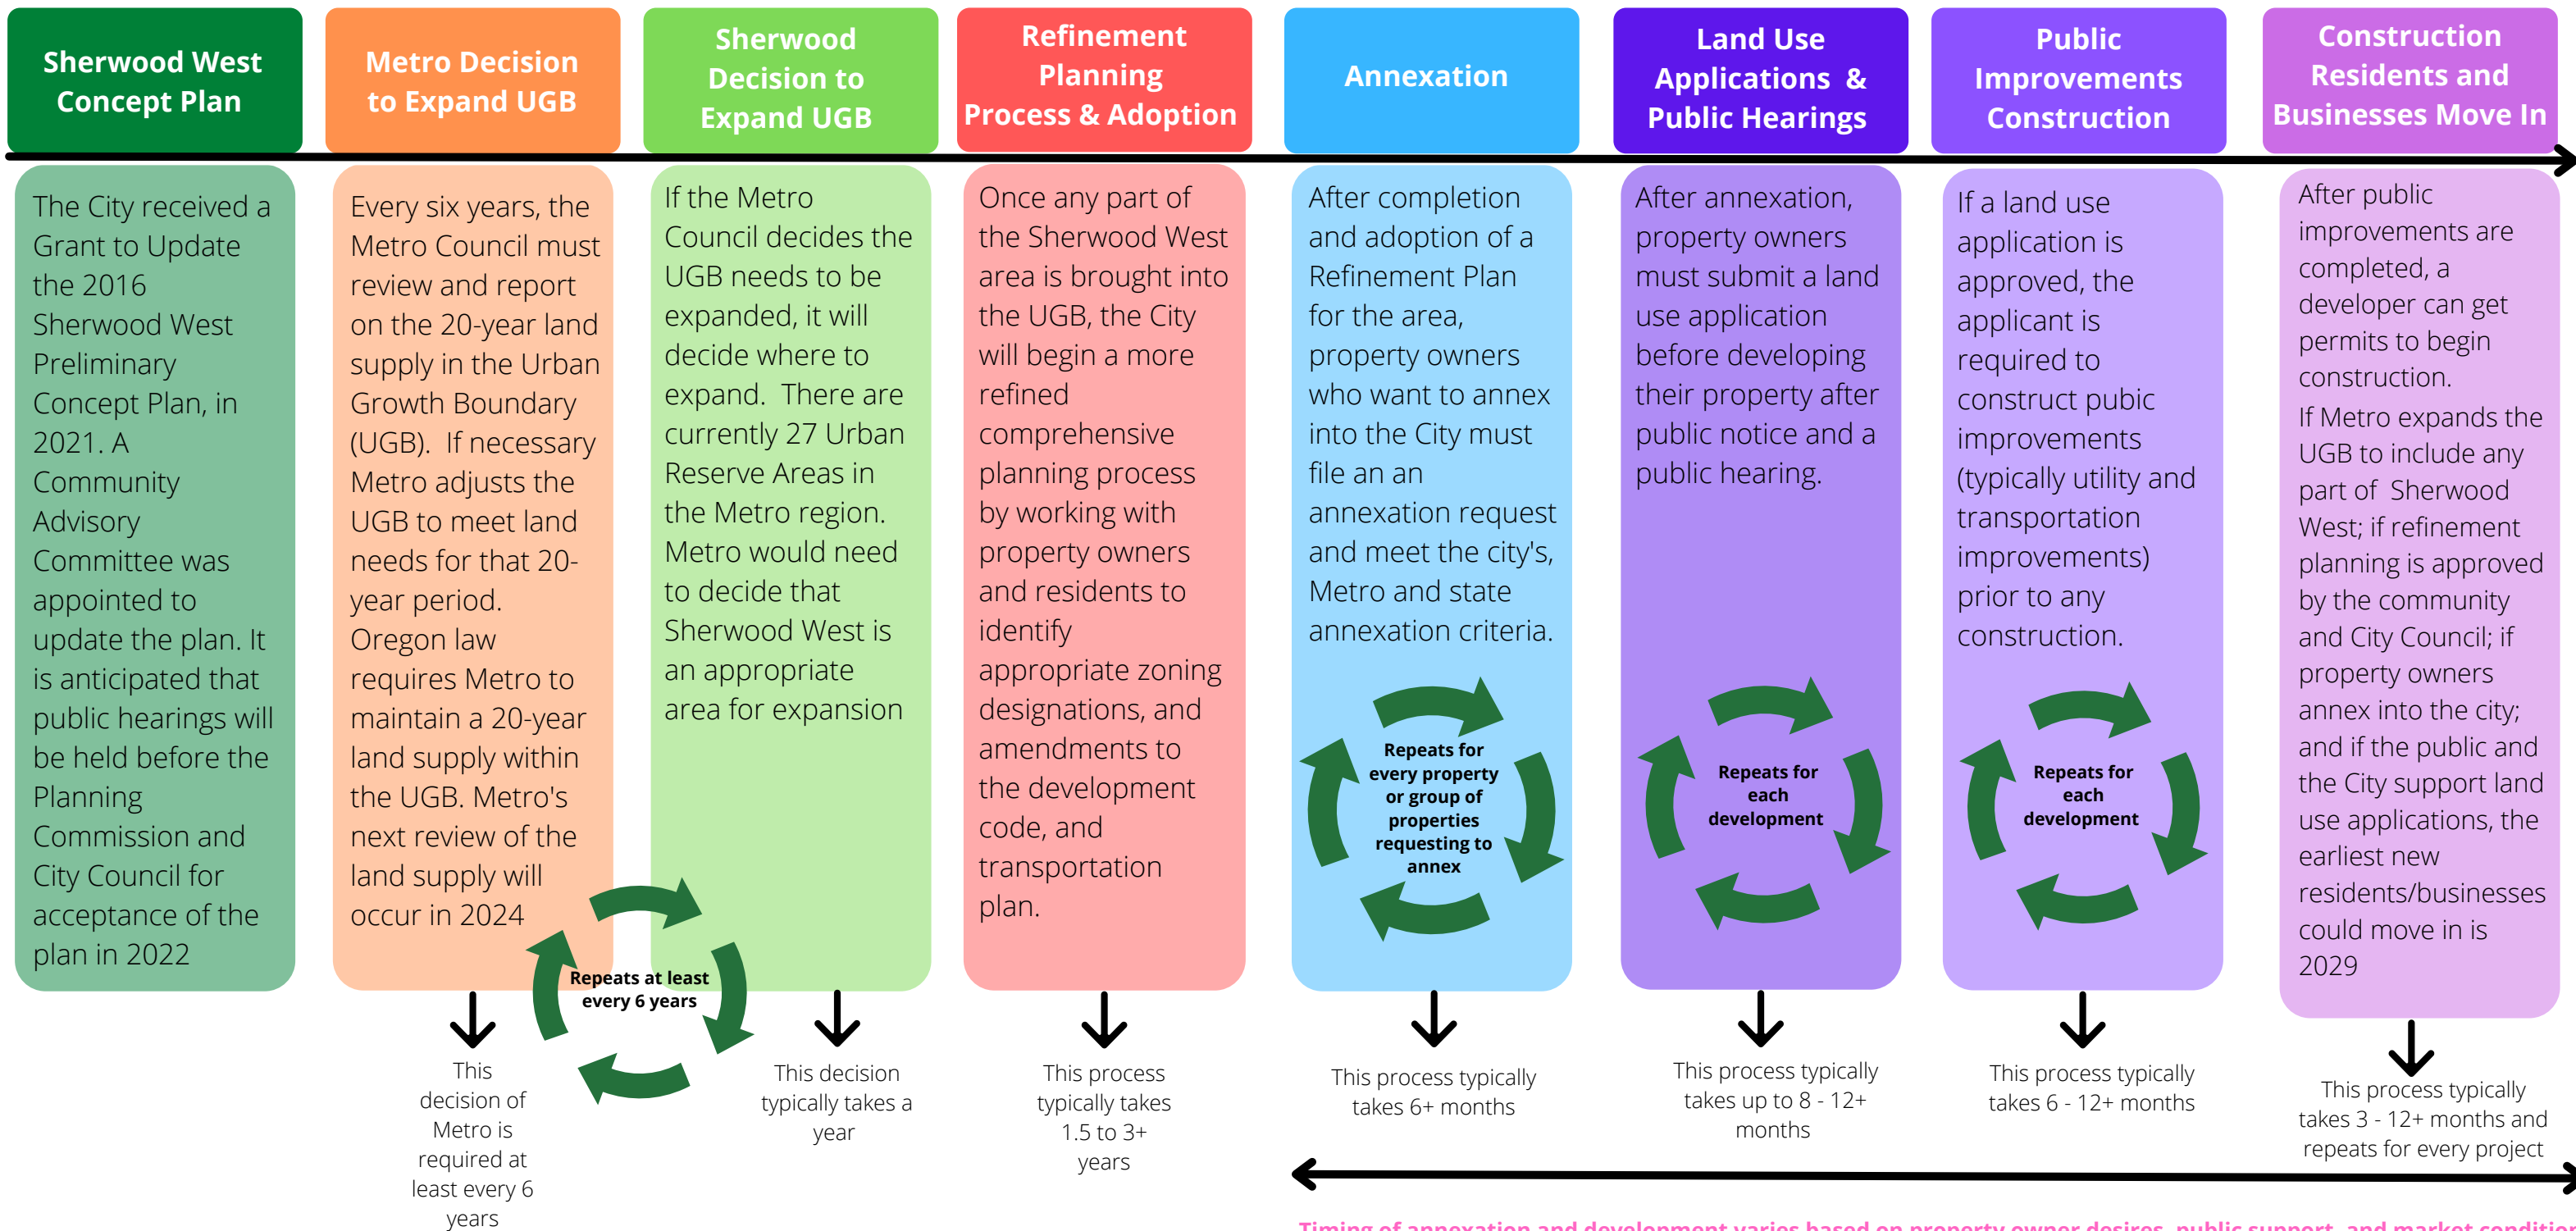 Sherwood West
Concept Plan
Metro Decision
to Expand UGB
Sherwood
Decision to
Expand UGB
Refinement
Planning
Process & Adoption
Annexation
Land Use
Applications &
Public Hearings
Public
Improvements
Construction
Construction
Residents and
Businesses Move In
The City received a
Grant to Update
the 2016
Sherwood West
Preliminary
Concept Plan, in
2021. A
Community
Advisory
Committee was
appointed to
update the plan. It
is anticipated that
public hearings will
be held before the
Planning
Commission and
City Council for
acceptance of the
plan in 2022
Every six years, the
Metro Council must
review and report
on the 20-year land
supply in the Urban
Growth Boundary
(UGB). If necessary
Metro adjusts the
UGB to meet land
needs for that 20-
year period.
Oregon law
requires Metro to
maintain a 20-year
land supply within
the UGB. Metro's
next review of the
land supply will
occur in 2024
If the Metro
Council decides the
UGB needs to be
expanded, it will
decide where to
expand. There are
currently 27 Urban
Reserve Areas in
the Metro region.
Metro would need
to decide that
Sherwood West is
an appropriate
area for expansion
Once any part of
the Sherwood West
area is brought into
the UGB, the City
will begin a more
refined
comprehensive
planning process
by working with
property owners
and residents to
identify
appropriate zoning
designations, and
amendments to
the development
code, and
transportation
plan.
After completion
and adoption of a
Refinement Plan
for the area,
property owners
who want to annex
into the City must
file an an
annexation request
and meet the city's,
Metro and state
annexation criteria.
Repeats for
every property
or group of
properties
requesting to
annex
After annexation,
property owners
must submit a land
use application
before developing
their property after
public notice and a
public hearing.
Repeats for
each
development
If a land use
application is
approved, the
applicant is
required to
construct pubic
improvements
(typically utility and
transportation
improvements)
prior to any
construction.
Repeats for
each
development
After public
improvements are
completed, a
developer can get
permits to begin
construction.
If Metro expands the
UGB to include any
part of Sherwood
West; if refinement
planning is approved
by the community
and City Council; if
property owners
annex into the city;
and if the public and
the City support land
use applications, the
earliest new
residents/businesses
could move in is
2029
Repeats at least
every 6 years
This
decision of
Metro is
required at
least every 6
years
This decision
typically takes a
year
This process
typically takes
1.5 to 3+
years
This process typically
takes 6+ months
This process typically
takes up to 8 - 12+
months
This process typically
takes 6 - 12+ months
This process typically
takes 3 - 12+ months and
repeats for every project
Timing of annexation and development varies based on property owner desires, public support, and market condition